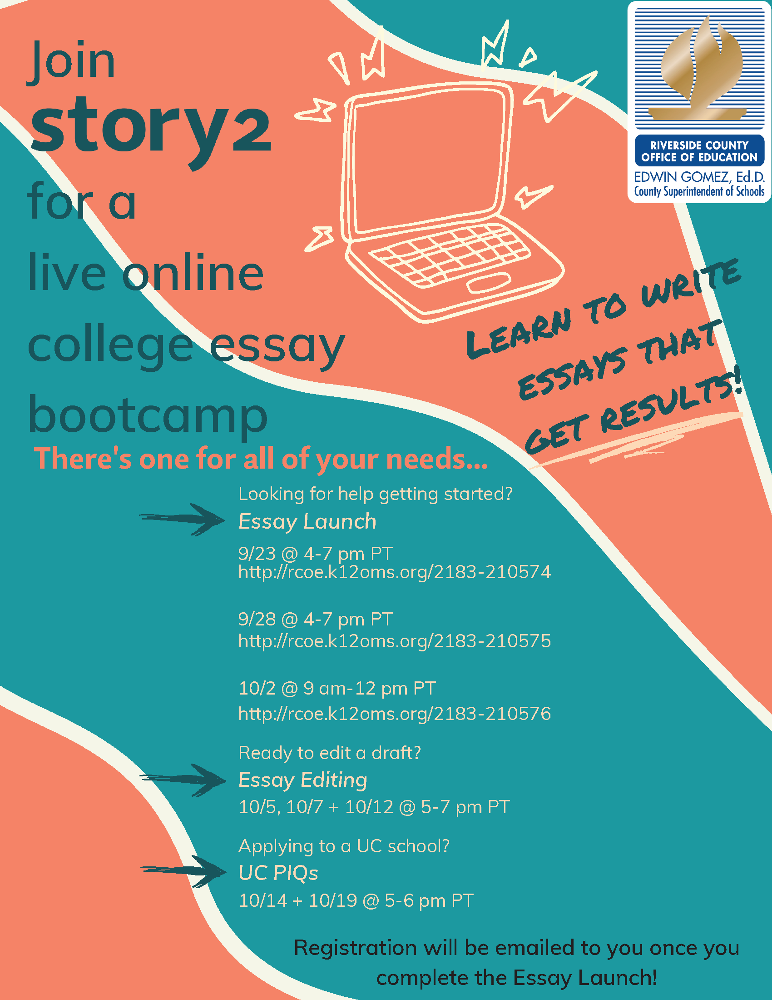 Join
story2
for a
live online
college essay
bootcamp
RIVERSIDE COUNTY
OFFICE OF EDUCATION
EDWIN GOMEZ, Ed.D.
County Superintendent of Schools
LEARN TO WRITE
ESSAYS THAT
GET RESULTS!
There's one for all of your needs...
Looking for help getting started?
Essay Launch
9/23 @ 4-7 pm PT
http://rcoe.k12oms.org/2183-210574
9/28 @ 4-7 pm PT
http://rcoe.k12oms.org/2183-210575
10/2 @ 9 am-12 pm PT
http://rcoe.k12oms.org/2183-210576
Ready to edit a draft?
Essay Editing
10/5, 10/7 + 10/12 @ 5-7 pm PT
Applying to a UC school?
UC PIQs
10/14 + 10/19 @ 5-6 pm PT
Registration will be emailed to you once you
complete the Essay Launch!